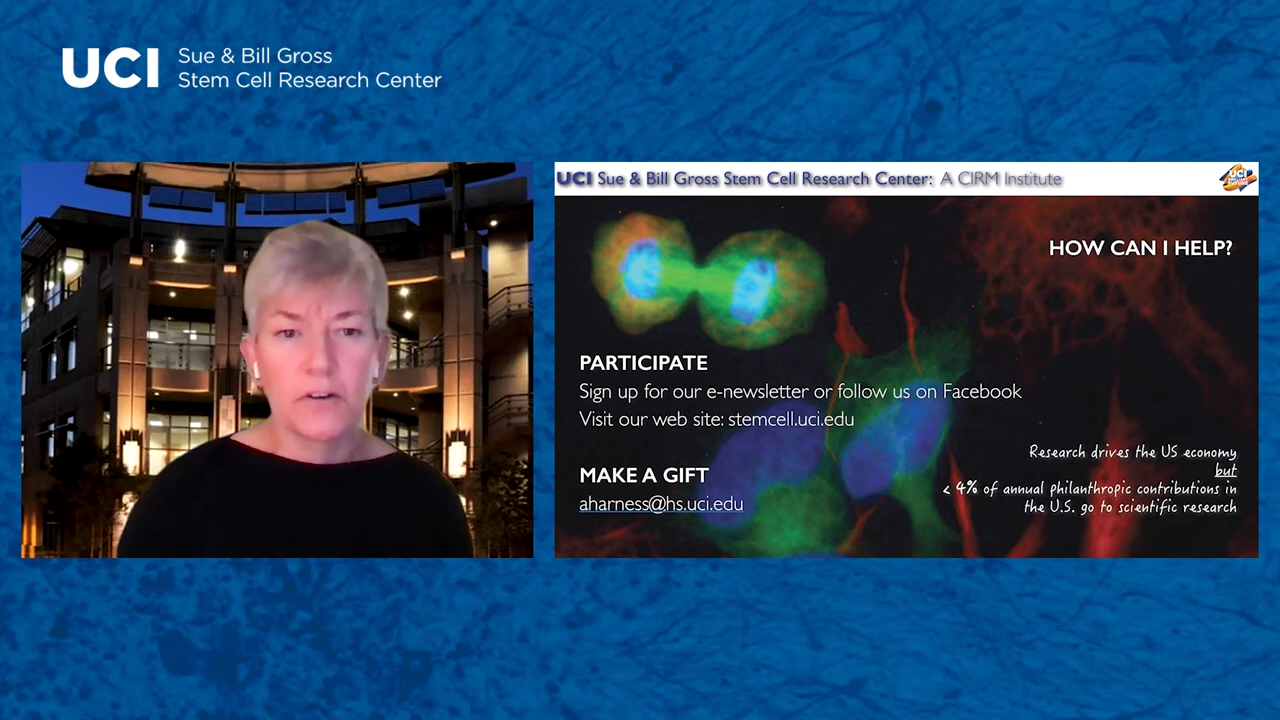 UCI Sue & Bill Gross
Stem Cell Research Center
UCI Sue & Bill Gross Stem Cell Research Center: A CIRM Institute
UCI
HOW CAN I HELP?
PARTICIPATE
Sign up for our e-newsletter or follow us on Facebook
Visit our web site: stemcell.uci.edu
MAKE A GIFT
aharness@hs.uci.edu
Research drives the US economy
but
< 4% of annual philanthropic contributions in
the U.S. go to scientific research